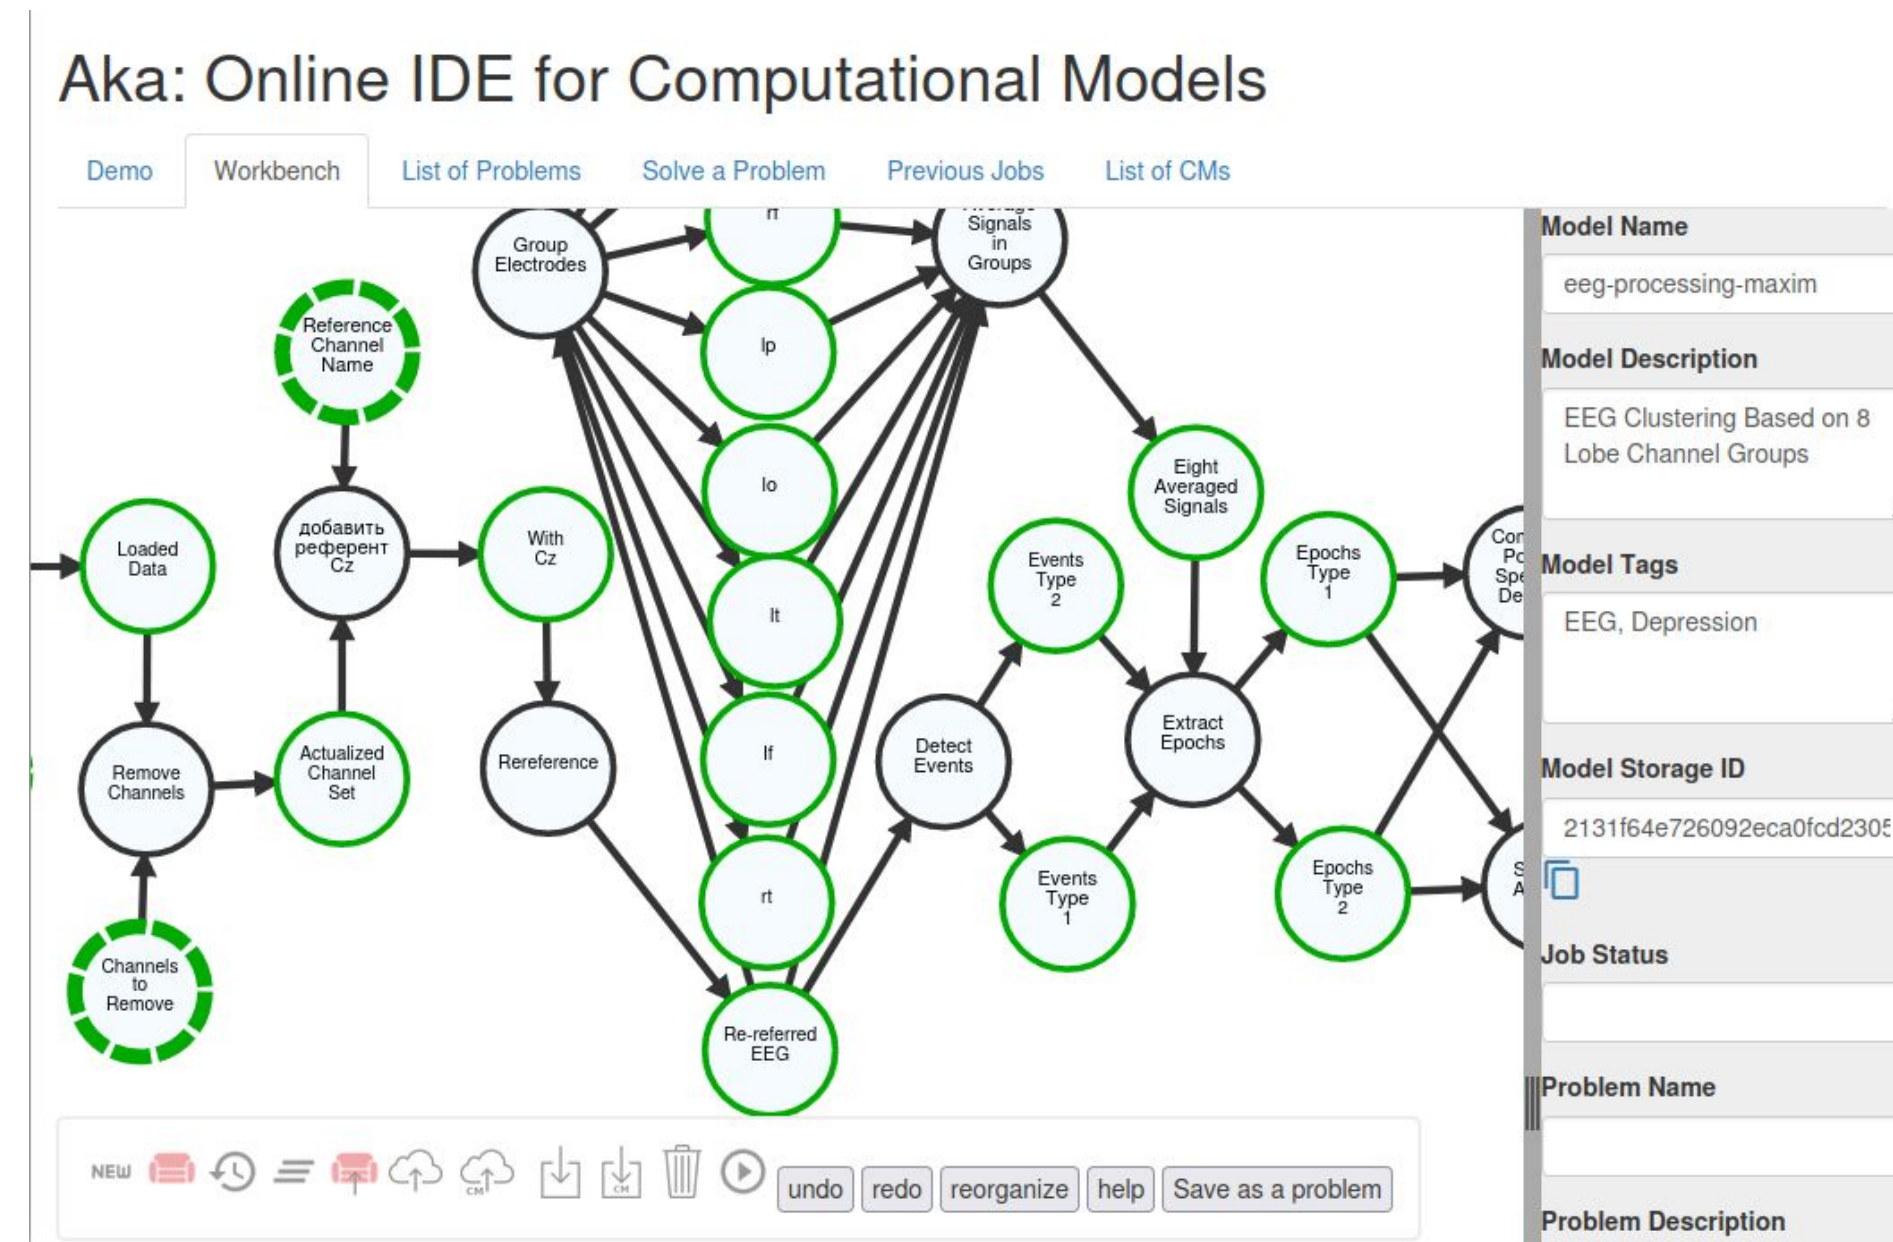 Aka: Online IDE for Computational Models
Demo
Workbench
List of Problems
Solve a Problem
Previous Jobs
List of CMs
Group
Electrodes
Signals
in
Groups
Reference
Channel
Name
lp
lo
lt
lf
rt
Loaded
Data
добавить
референт
Cz
With
Cz
Eight
Averaged
Signals
Events
Type
2
Epochs
Type
1
Remove
Channels
Actualized
Channel
Set
Rereference
Detect
Events
Extract
Epochs
Events
Type
1
Epochs
Type
2
Channels
to
Remove
Re-referred
EEG
Model Name
eeg-processing-maxim
Model Description
EEG Clustering Based on 8
Lobe Channel Groups
Model Tags
EEG, Depression
Model Storage ID
2131f64e726092eca0fcd2305
Job Status
Problem Name
Problem Description
NEW
CM
CM
undo
redo
reorganize
help
Save as a problem